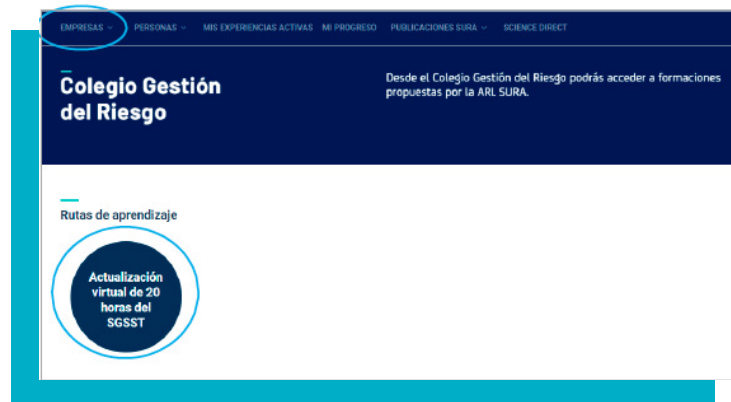 EMPRESAS PERSONAS MIS EXPERIENCIAS ACTIVAS MI PROGRESO PUBLICACIONES SURA SCIENCE DIRECT
Colegio Gestión
del Riesgo
Desde el Colegio Gestión del Riesgo podrás acceder a formaciones
propuestas por la ARL SURA.
Rutas de aprendizaje
Actualización
virtual de 20
horas del
SGSST